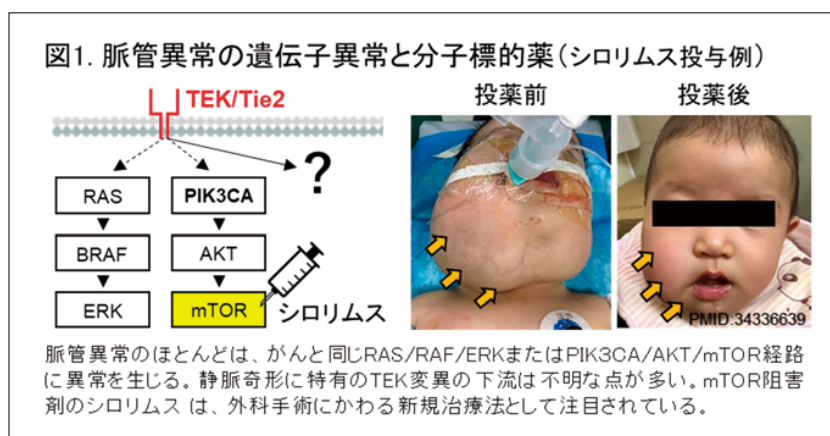 図1. 脈管異常の遺伝子異常と分子標的薬（シロリムス投与例）
TEK/Tie2
投薬前
投薬後
?
RAS
PIK3CA
BRAF
AKT
ERK
mTOR
シロリムス
PMID:34336639
脈管異常のほとんどは、がんと同じRAS/RAF/ERKまたはPIK3CA/AKT/mTOR経路
に異常を生じる。静脈奇形に特有のTEK変異の下流は不明な点が多い。mTOR阻害
剤のシロリムス は、外科手術にかわる新規治療法として注目されている。